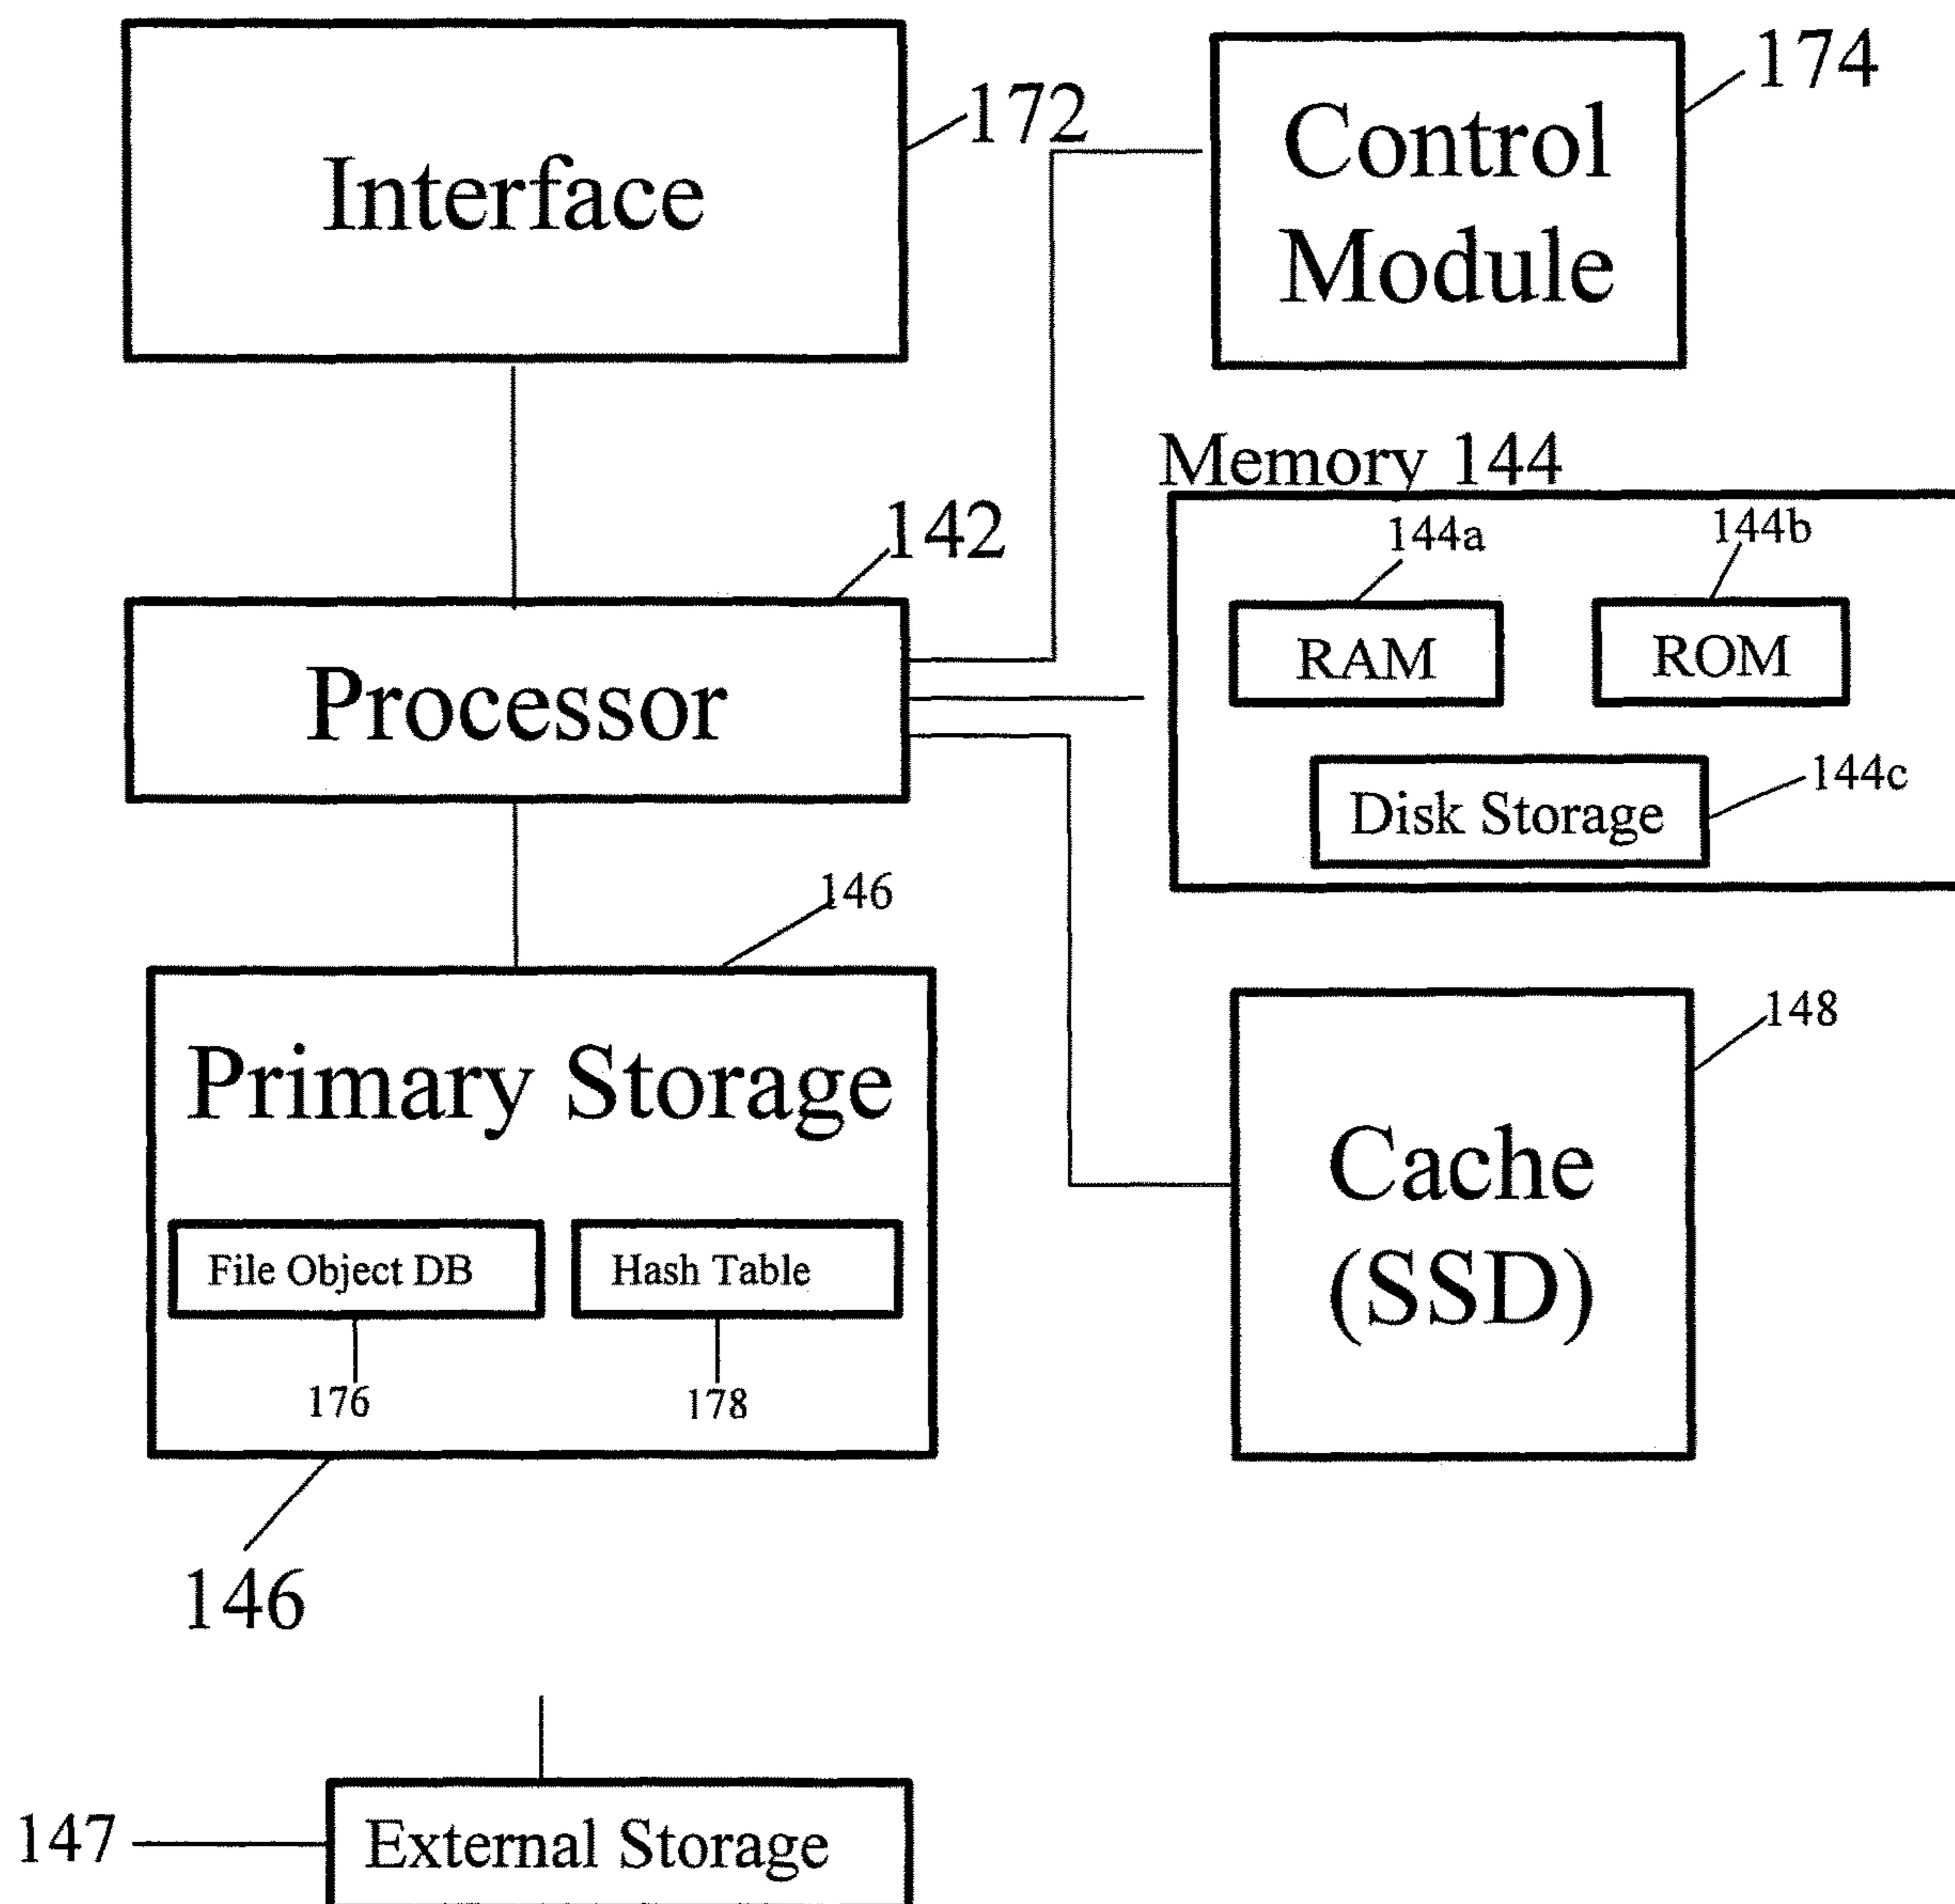 Interface
172
Control
Module
174
Memory 144
144a
144b
RAM
ROM
Disk Storage
144c
142
Processor
146
Primary Storage
File Object DB
Hash Table
176
178
146
148
Cache
(SSD)
147
External Storage